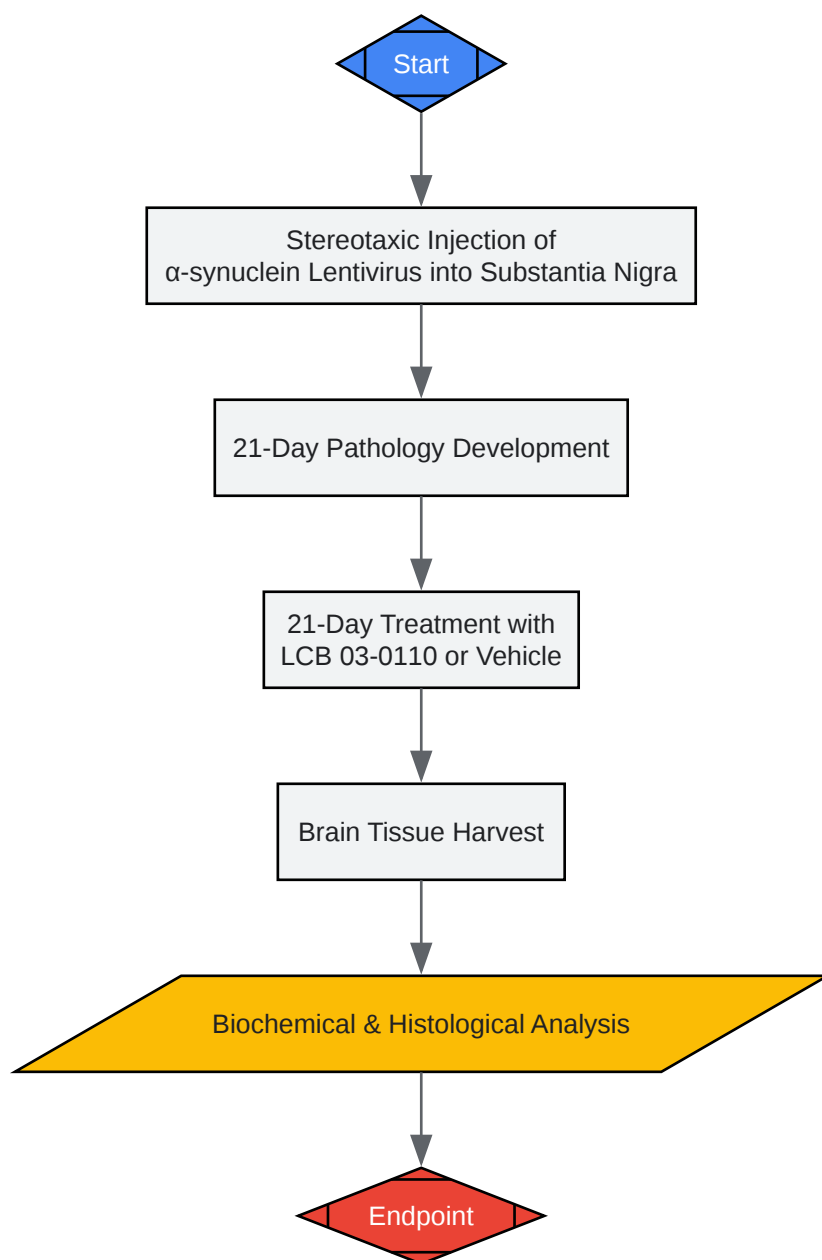 Start
Stereotaxic Injection of
α-synuclein Lentivirus into Substantia Nigra
21-Day Pathology Development
21-Day Treatment with
LCB 03-0110 or Vehicle
Brain Tissue Harvest
Biochemical & Histological Analysis
Endpoint